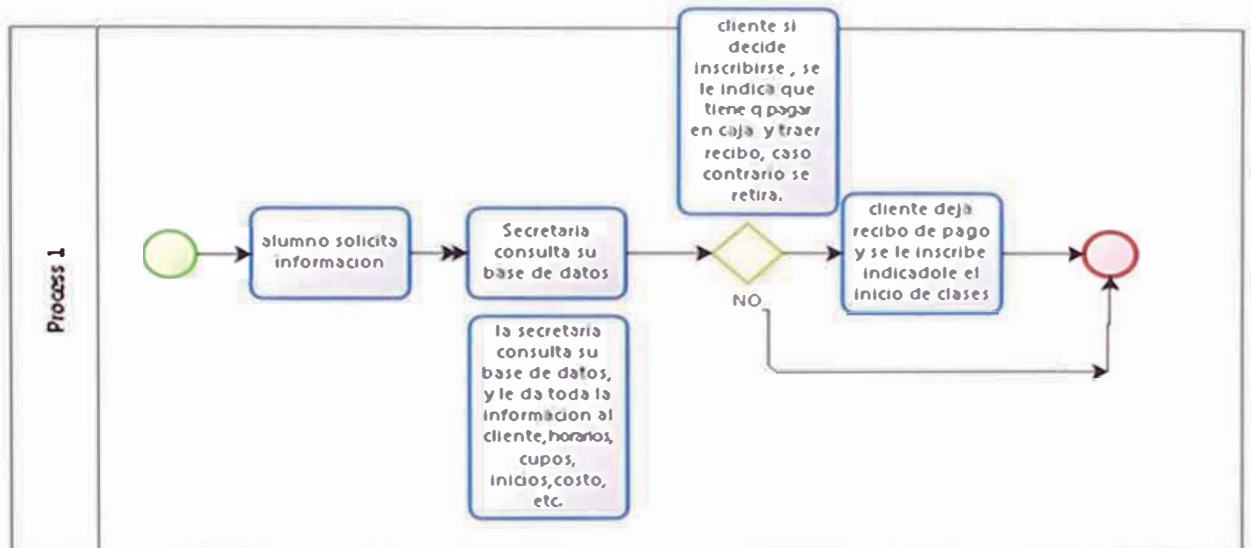 Process 1
alumno solicita
informacion
Secretaria
consulta su
base de datos
la secretaria
consulta su
base de datos,
y le da toda la
informacion al
cliente,horarios,
cupos,
inicios,costo,
etc.
cliente si
decide
inscribirse , se
le indica que
tiene q pagar
en caja y traer
recibo, caso
contrario se
retira.
NO
cliente deja
recibo de pago
y se le inscribe
indicadole el
inicio de clases